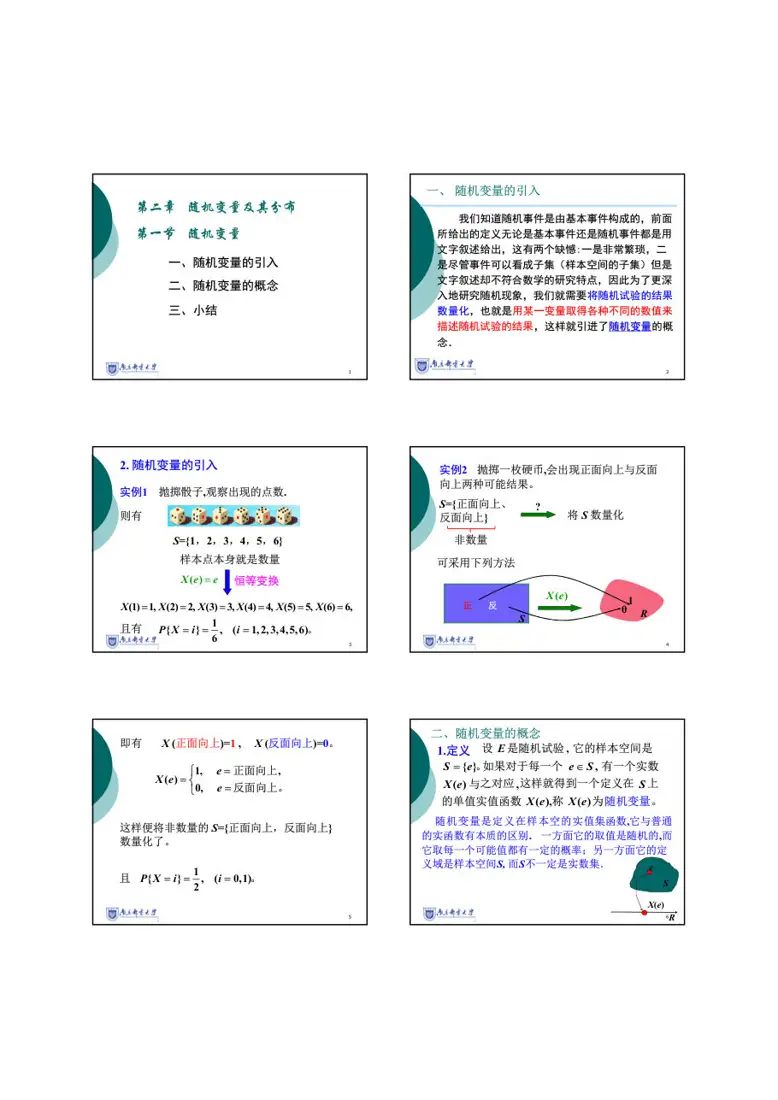 第二章 随机变量及其分布
第一节 随机变量
一、随机变量的引入
二、随机变量的概念
三、小结
1
一、 随机变量的引入
我们知道随机事件是由基本事件构成的，前面
所给出的定义无论是基本事件还是随机事件都是用
文字叙述给出，这有两个缺憾:一是非常繁琐，二
是尽管事件可以看成子集（样本空间的子集）但是
文字叙述却不符合数学的研究特点，因此为了更深
入地研究随机现象，我们就需要将随机试验的结果
数量化，也就是用某一变量取得各种不同的数值来
描述随机试验的结果，这样就引进了随机变量的概
念．
2
2. 随机变量的引入
实例1 抛掷骰子,观察出现的点数.
则有
S={1，2，3，4，5，6}
样本点本身就是数量
X(e) = e 恒等变换
X(1) = 1, X(2) = 2, X(3) = 3, X(4) = 4, X(5) = 5, X(6) = 6,
且有 P{X = i} = 1/6, (i = 1,2,3,4,5,6)。
3
实例2 抛掷一枚硬币,会出现正面向上与反面
向上两种可能结果。
S={正面向上、
反面向上}
?
将 S 数量化
非数量
可采用下列方法
正 反
S
X(e)
1
0
R
4
即有 X (正面向上)=1 , X (反面向上)=0。
X(e) = { 1, e = 正面向上,
0, e = 反面向上。
这样便将非数量的 S={正面向上，反面向上}
数量化了。
且 P{X = i} = 1/2, (i = 0,1)。
5
二、随机变量的概念
1.定义 设 E 是随机试验 , 它的样本空间是
S = {e}。如果对于每一个 e ∈ S , 有一个实数
X(e) 与之对应 ,这样就得到一个定义在 S 上
的单值实值函数 X(e),称 X(e)为随机变量。
随机变量是定义在样本空的实值集函数,它与普通
的实函数有本质的区别． 一方面它的取值是随机的,而
它取每一个可能值都有一定的概率；另一方面它的定
义域是样本空间S, 而S不一定是实数集．
e
S
X(e)
R